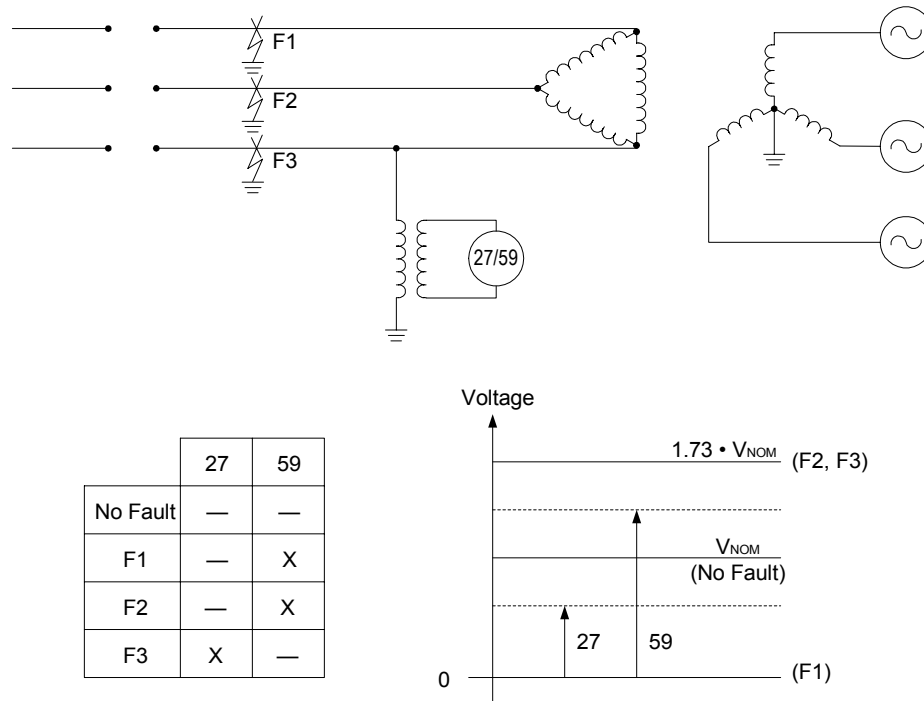 F1
F2
F3
27/59
27 59
No Fault — —
F1 — X
F2 — X
F3 X —
Voltage
1.73 • VNOM (F2, F3)
VNOM
(No Fault)
27 59
0 (F1)